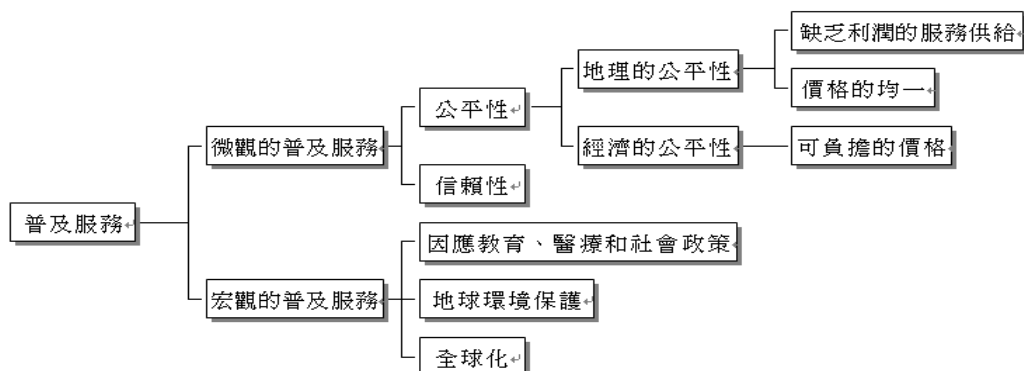 缺乏利潤的服務供給
地理的公平性
價格的均一
公平性
微觀的普及服務
經濟的公平性
可負擔的價格
信賴性
普及服務
因應教育、醫療和社會政策
宏觀的普及服務
地球環境保護
全球化